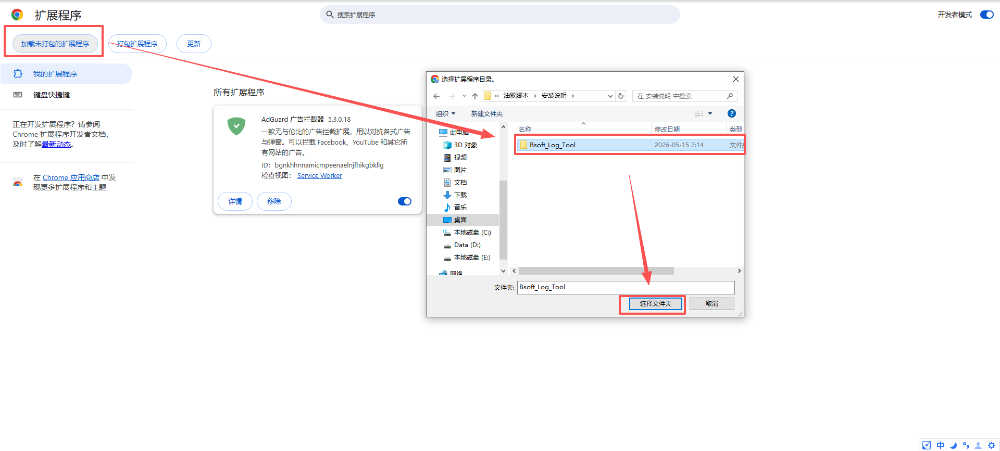 扩展程序
搜索扩展程序
开发者模式
加载未打包的扩展程序
打包扩展程序
更新
我的扩展程序
键盘快捷键
正在开发扩展程序？请参阅
Chrome 扩展程序开发者文档，
及时了解最新动态。
在 Chrome 应用商店 中发
现更多扩展程序和主题
所有扩展程序
AdGuard 广告拦截器 5.3.0.18
一款无与伦比的广告拦截扩展，用以对抗各式广告
与弹窗。可以拦截 Facebook、YouTube 和其它所
有网站的广告。
ID：bgnkhhnnamicmpeenaelnjfhikgbkllg
检查视图： Service Worker
详情
移除
选择扩展程序目录。
« 油猴脚本 › 安装说明 ›
在 安装说明 中搜索
组织
新建文件夹
名称
修改日期
类型
Bsoft_Log_Tool
2026-05-15 2:14
文件夹
此电脑
3D 对象
视频
图片
文档
下载
音乐
桌面
本地磁盘 (C:)
Data (D:)
本地磁盘 (E:)
网络
文件夹: Bsoft_Log_Tool
选择文件夹
取消
中